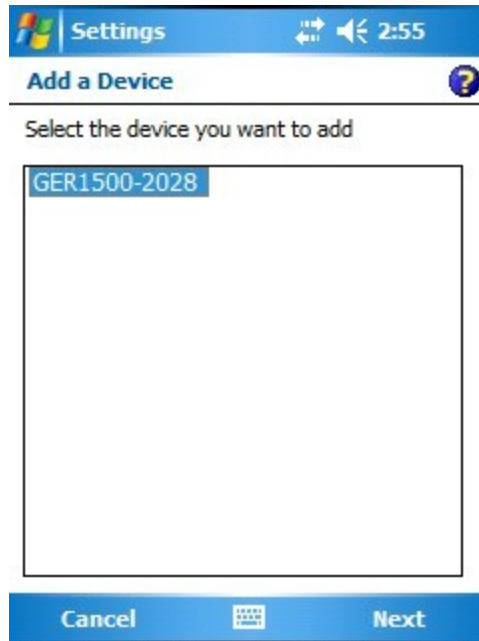 Settings 2:55
Add a Device ?
Select the device you want to add
GER1500-2028
Cancel Next